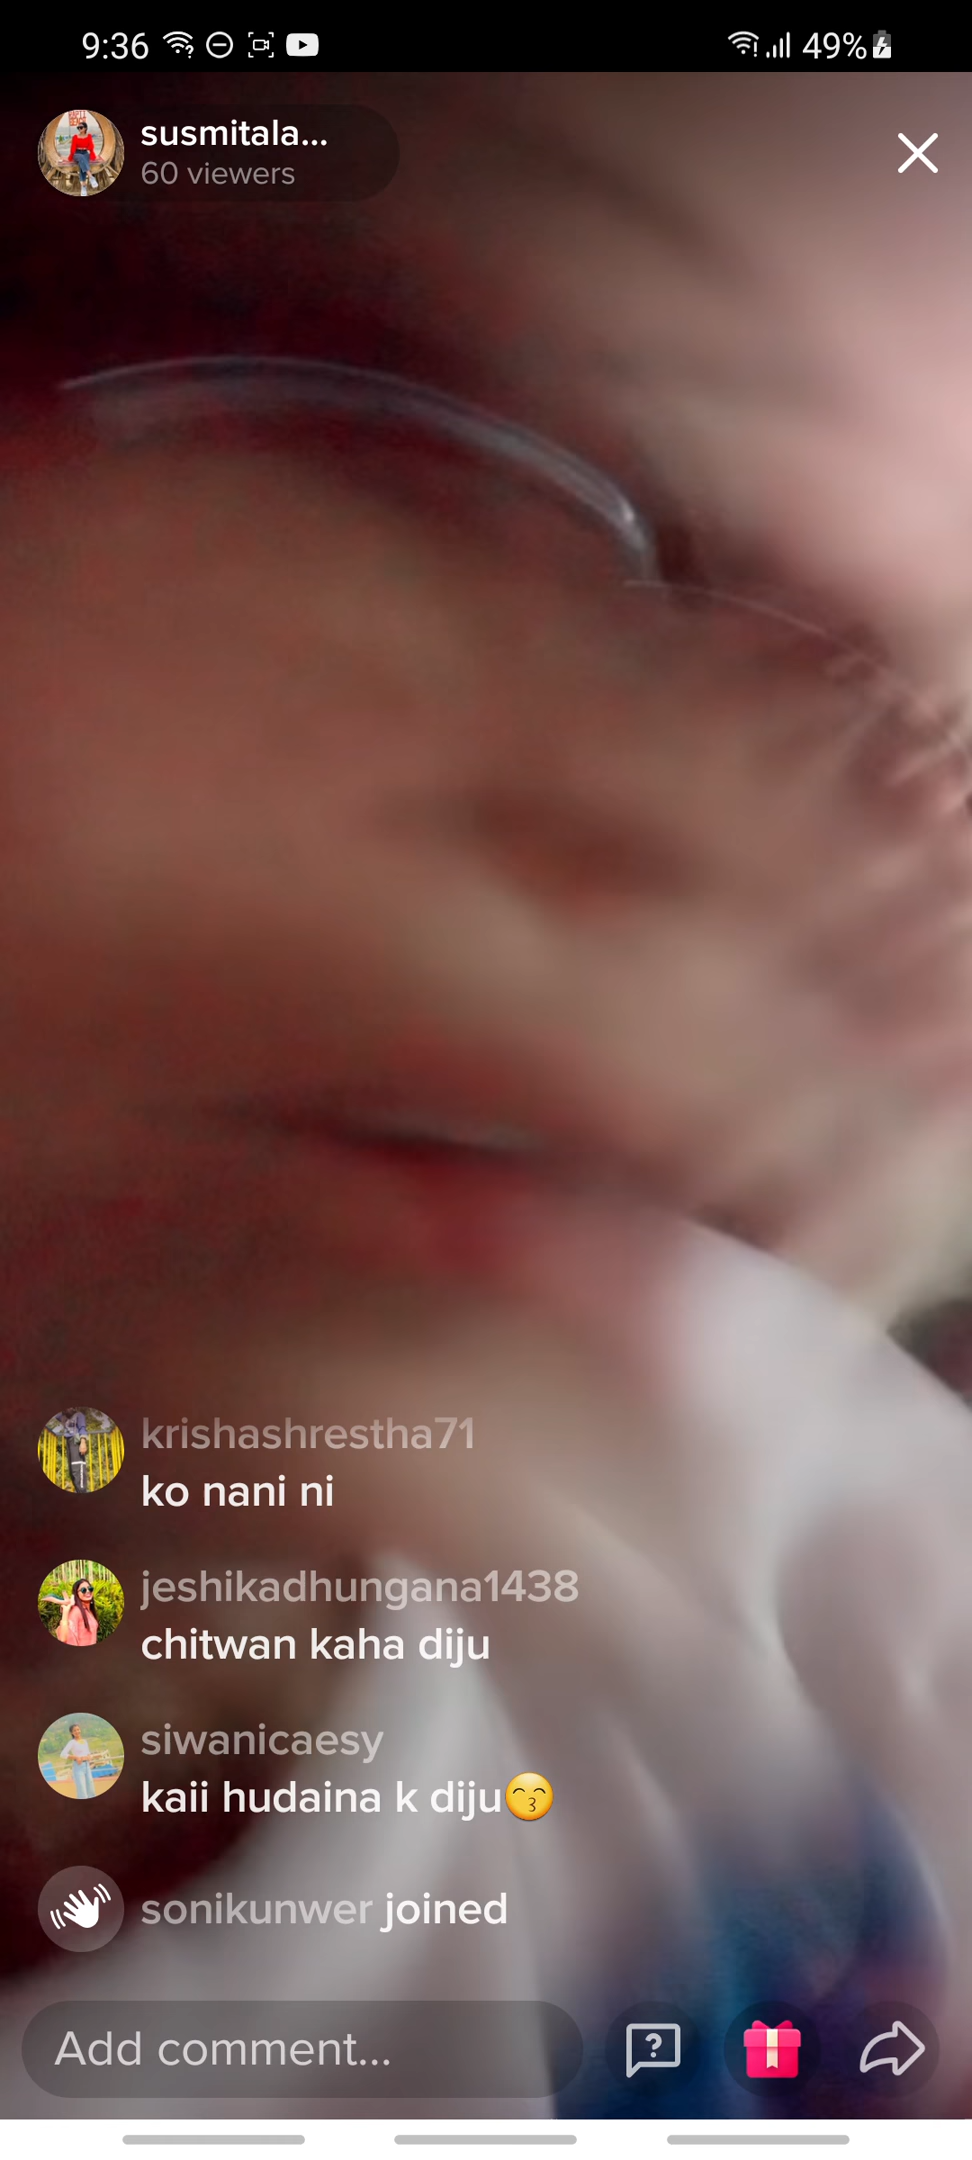 9:36
49%
susmitala...
60 viewers
krishashrestha71
ko nani ni
jeshikadhungana1438
chitwan kaha diju
siwanicaesy
kaii hudaina k diju😙
sonikunwer joined
Add comment...